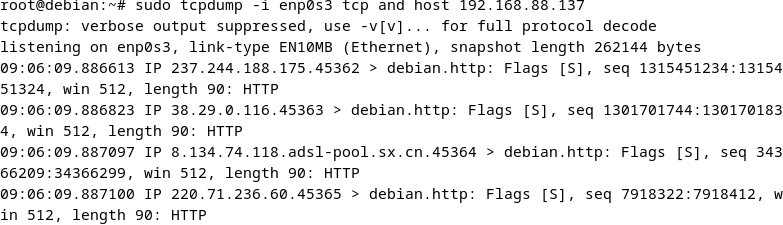 root@debian:~# sudo tcpdump -i enp0s3 tcp and host 192.168.88.137
tcpdump: verbose output suppressed, use -v[v]... for full protocol decode
listening on enp0s3, link-type EN10MB (Ethernet), snapshot length 262144 bytes
09:06:09.886613 IP 237.244.188.175.45362 > debian.http: Flags [S], seq 1315451234:13154
51324, win 512, length 90: HTTP
09:06:09.886823 IP 38.29.0.116.45363 > debian.http: Flags [S], seq 1301701744:130170183
4, win 512, length 90: HTTP
09:06:09.887097 IP 8.134.74.118.adsl-pool.sx.cn.45364 > debian.http: Flags [S], seq 343
66209:34366299, win 512, length 90: HTTP
09:06:09.887100 IP 220.71.236.60.45365 > debian.http: Flags [S], seq 7918322:7918412, w
in 512, length 90: HTTP